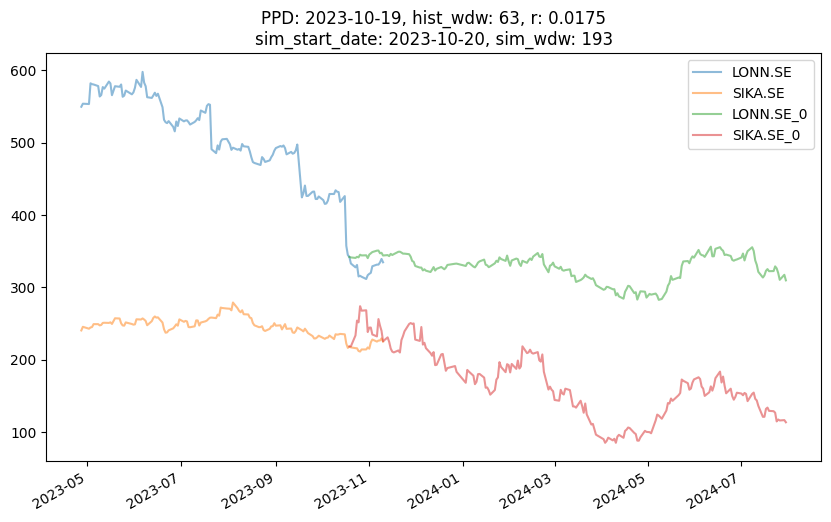 PPD: 2023-10-19, hist_wdw: 63, r: 0.0175
sim_start_date: 2023-10-20, sim_wdw: 193
600
500
400
300
200
100
LONN.SE
SIKA.SE
LONN.SE_0
SIKA.SE_0
2023-05
2023-07
2023-09
2023-11
2024-01
2024-03
2024-05
2024-07